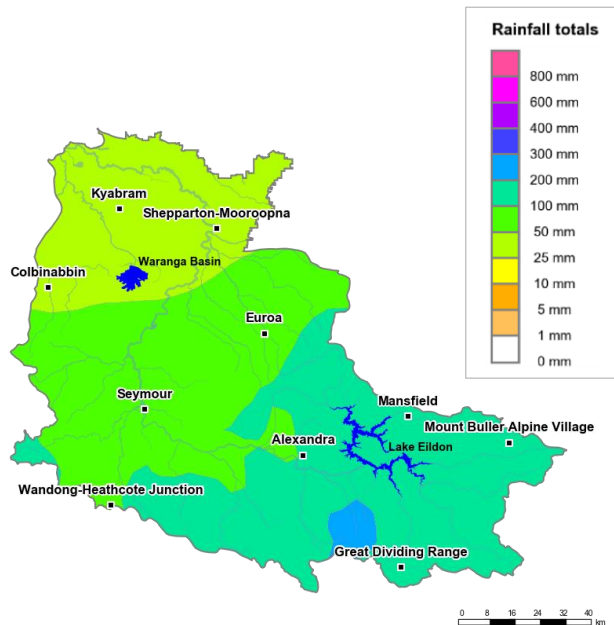 Rainfall totals
800 mm
600 mm
400 mm
300 mm
200 mm
100 mm
50 mm
25 mm
10 mm
5 mm
1 mm
0 mm
Kyabram
Shepparton-Mooroopna
Waranga Basin
Colbinabbin
Euroa
Seymour
Mansfield
Mount Buller Alpine Village
Alexandra
Lake Eildon
Wandong-Heathcote Junction
Great Dividing Range
0 8 16 24 32 40
km